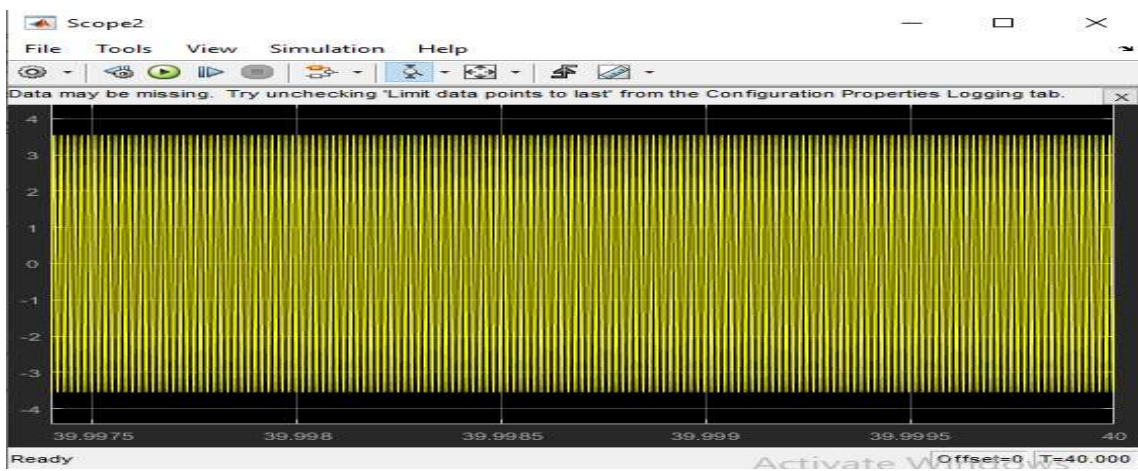 Scope2
File Tools View Simulation Help
Data may be missing. Try unchecking 'Limit data points to last' from the Configuration Properties Logging tab.
4
3
2
1
0
-1
-2
-3
-4
39.9975 39.998 39.9985 39.999 39.9995 40
Ready Activate Windows Offset=0 T=40.000